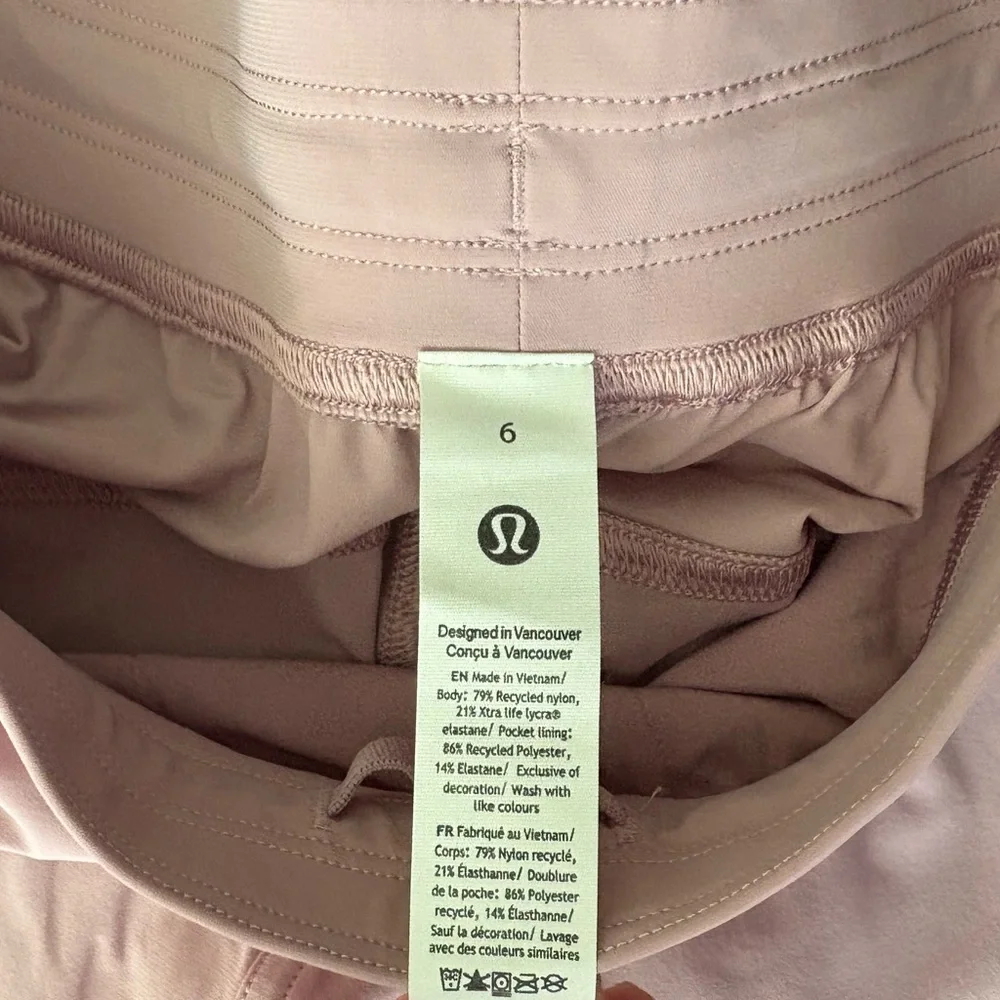 6
Designed in Vancouver
Conçu à Vancouver
EN Made in Vietnam/
Body: 79% Recycled nylon,
21% Xtra life lycra®
elastane/ Pocket lining:
86% Recycled Polyester,
14% Elastane/ Exclusive of
decoration/ Wash with
like colours
FR Fabriqué au Vietnam/
Corps: 79% Nylon recyclé,
21% Élasthanne/ Doublure
de la poche: 86% Polyester
recyclé, 14% Élasthanne/
Sauf la décoration/ Lavage
avec des couleurs similaires